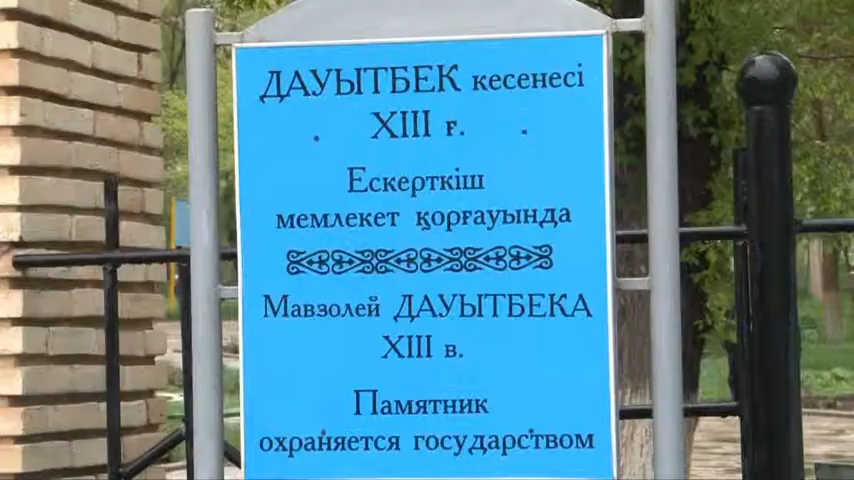 ДАУЫТБЕК кесенесі
XIII ғ.
Ескерткіш
мемлекет қорғауында
Мавзолей ДАУЫТБЕКА
XIII в.
Памятник
охраняется государством